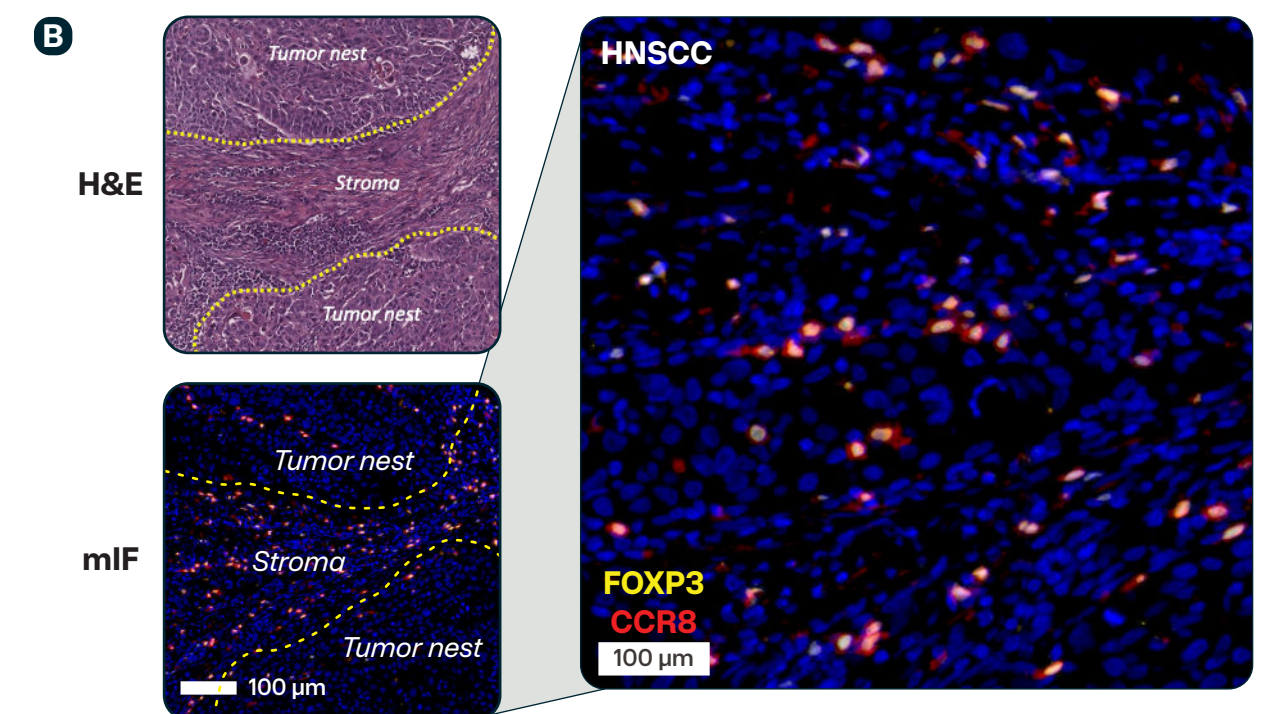 B
H&E
Tumor nest
Stroma
Tumor nest
mIF
Tumor nest
Stroma
Tumor nest
100 µm
HNSCC
FOXP3
CCR8
100 µm